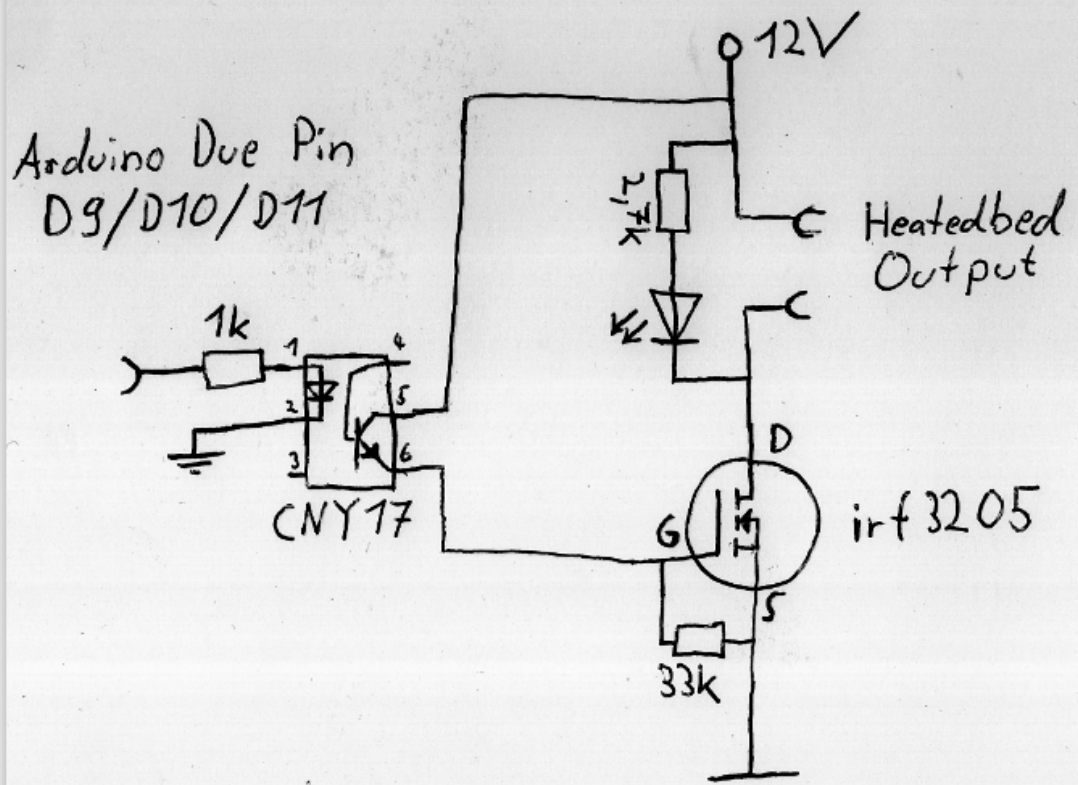 12V
Arduino Due Pin
D9/D10/D11
2,7k
Heatedbed
Output
1k
1
4
2
5
3
6
CNY17
D
G
irf3205
S
33k